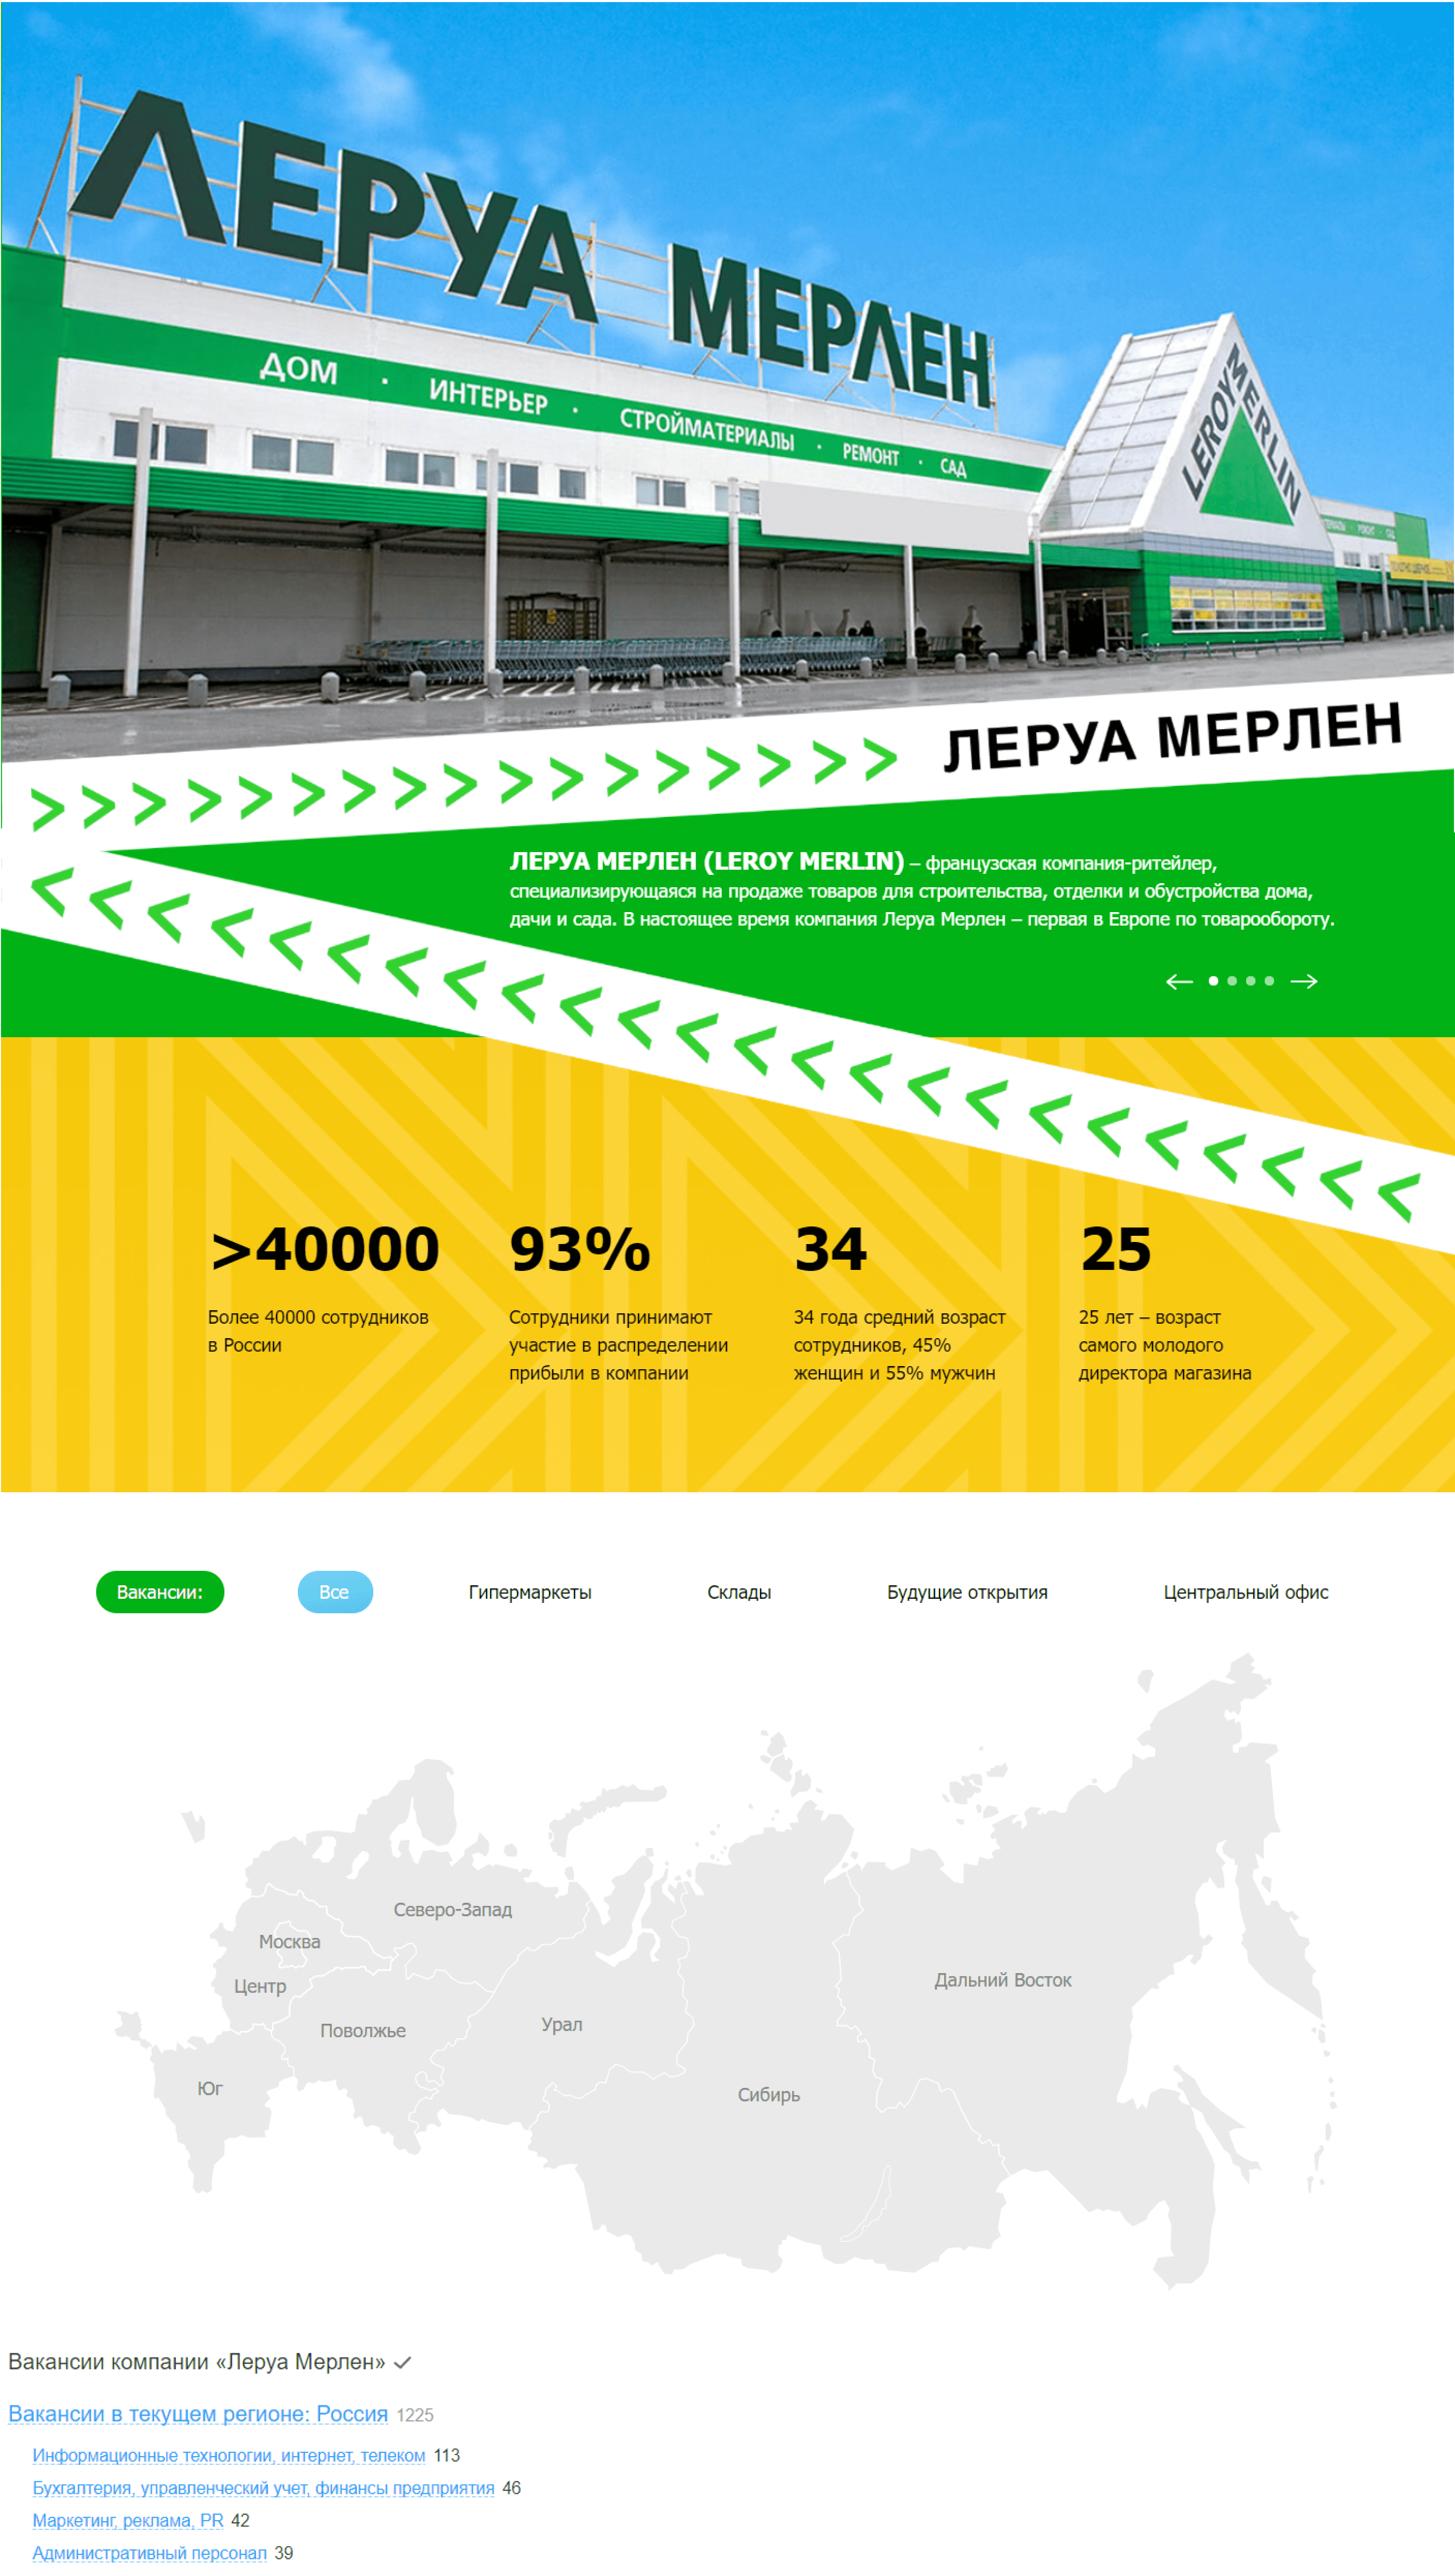 ЛЕРУА МЕРЛЕН
ДОМ · ИНТЕРЬЕР · СТРОЙМАТЕРИАЛЫ · РЕМОНТ · САД
LEROY MERLIN
ЛЕРУА МЕРЛЕН
ЛЕРУА МЕРЛЕН (LEROY MERLIN) – французская компания-ритейлер,
специализирующаяся на продаже товаров для строительства, отделки и обустройства дома,
дачи и сада. В настоящее время компания Леруа Мерлен – первая в Европе по товарообороту.
>40000
Более 40000 сотрудников
в России
93%
Сотрудники принимают
участие в распределении
прибыли в компании
34
34 года средний возраст
сотрудников, 45%
женщин и 55% мужчин
25
25 лет – возраст
самого молодого
директора магазина
Вакансии: Все Гипермаркеты Склады Будущие открытия Центральный офис
Северо-Запад
Москва
Дальний Восток
Центр
Урал
Поволжье
Юг
Сибирь
Вакансии компании «Леруа Мерлен»
Вакансии в текущем регионе: Россия 1225
Информационные технологии, интернет, телеком 113
Бухгалтерия, управленческий учет, финансы предприятия 46
Маркетинг, реклама, PR 42
Административный персонал 39